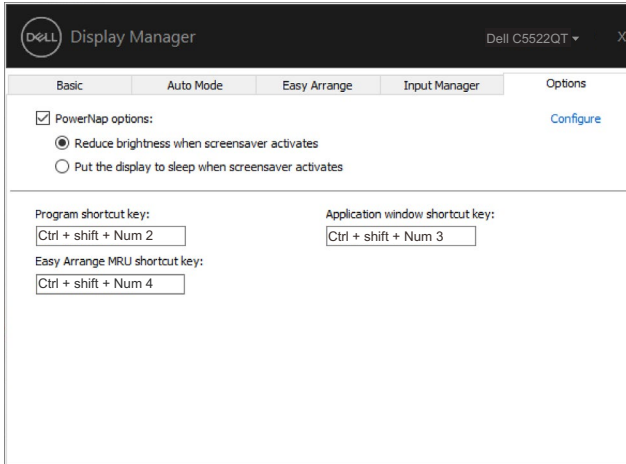 DELL Display Manager Dell C5522QT X
Basic Auto Mode Easy Arrange Input Manager Options
PowerNap options: Configure
Reduce brightness when screensaver activates
Put the display to sleep when screensaver activates
Program shortcut key: Application window shortcut key:
Ctrl + shift + Num 2 Ctrl + shift + Num 3
Easy Arrange MRU shortcut key:
Ctrl + shift + Num 4